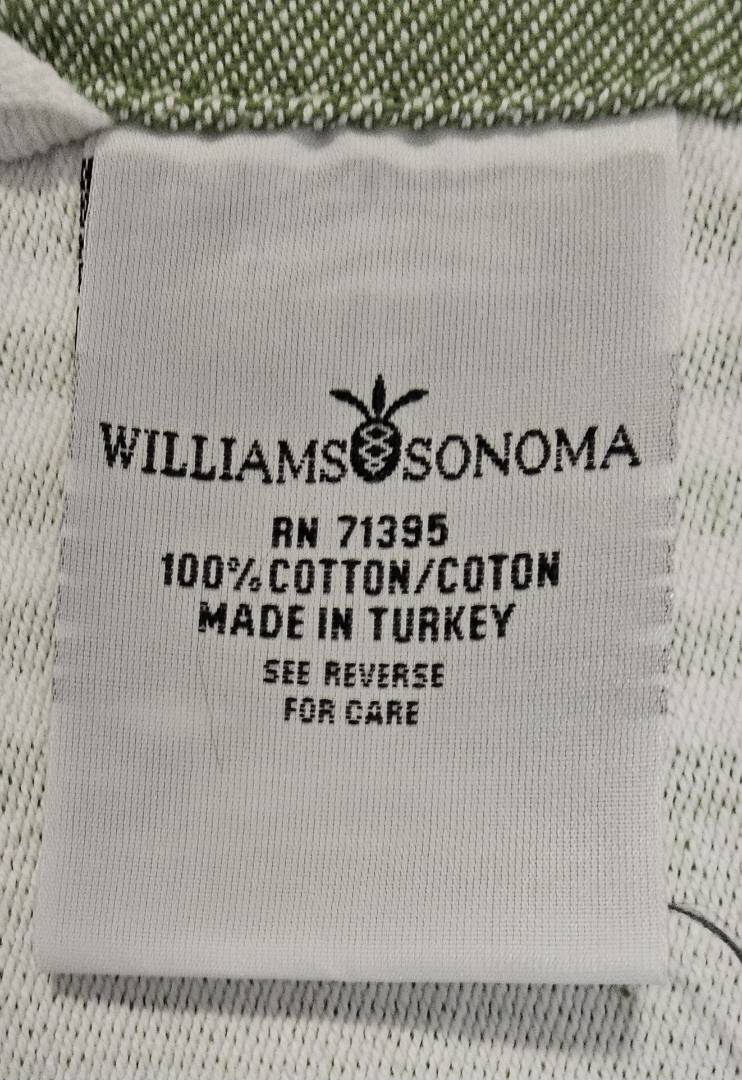 WILLIAMS SONOMA
RN 71395
100% COTTON/COTON
MADE IN TURKEY
SEE REVERSE
FOR CARE